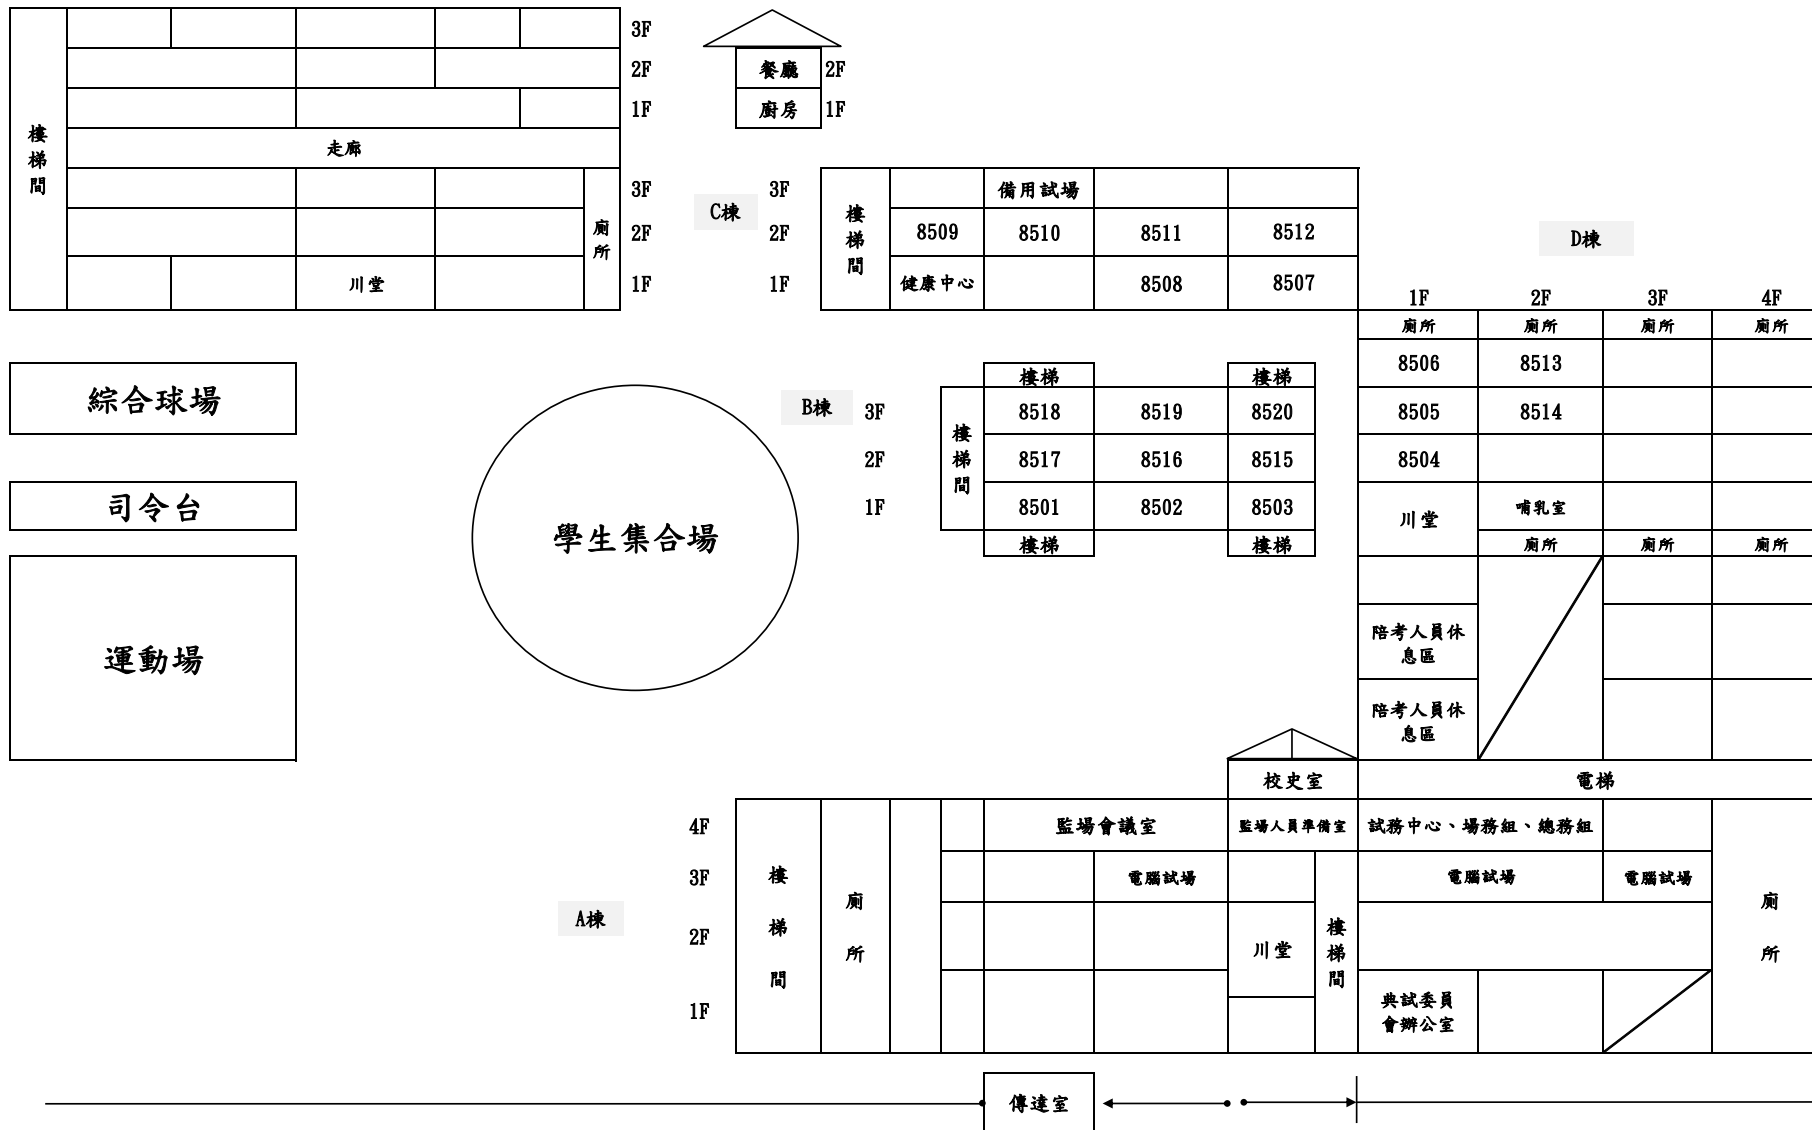 3F
2F
餐廳 2F
1F
廚房 1F
樓梯間
走廊
3F
3F
備用試場
C棟
樓梯間
廁所
2F
2F
8509 8510 8511 8512
D棟
川堂
1F
1F
健康中心 8508 8507
1F 2F 3F 4F
廁所 廁所 廁所 廁所
8506 8513
綜合球場
樓梯 樓梯
B棟
3F
樓梯間
8518 8519 8520
8505 8514
2F
8517 8516 8515
8504
司令台
1F
8501 8502 8503
川堂
哺乳室
學生集合場
樓梯 樓梯
廁所 廁所 廁所
運動場
陪考人員休
息區
陪考人員休
息區
校史室
電梯
4F
監場會議室
監場人員準備室
試務中心、場務組、總務組
3F
樓梯間
廁所
電腦試場
電腦試場
電腦試場
A棟
2F
川堂
樓梯間
廁所
1F
典試委員
會辦公室
傳達室